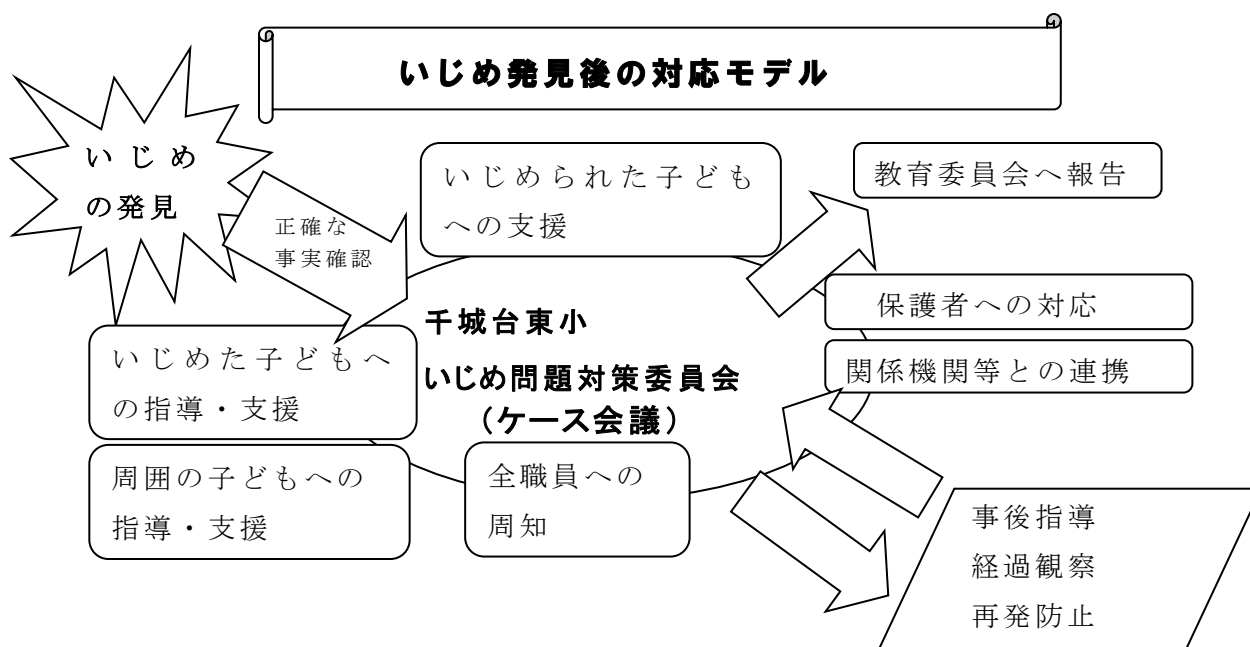 いじめ発見後の対応モデル
いじめ
の発見
正確な
事実確認
いじめられた子ども
への支援
教育委員会へ報告
保護者への対応
関係機関等との連携
千城台東小
いじめ問題対策委員会
（ケース会議）
いじめた子どもへ
の指導・支援
周囲の子どもへの
指導・支援
全職員への
周知
事後指導
経過観察
再発防止